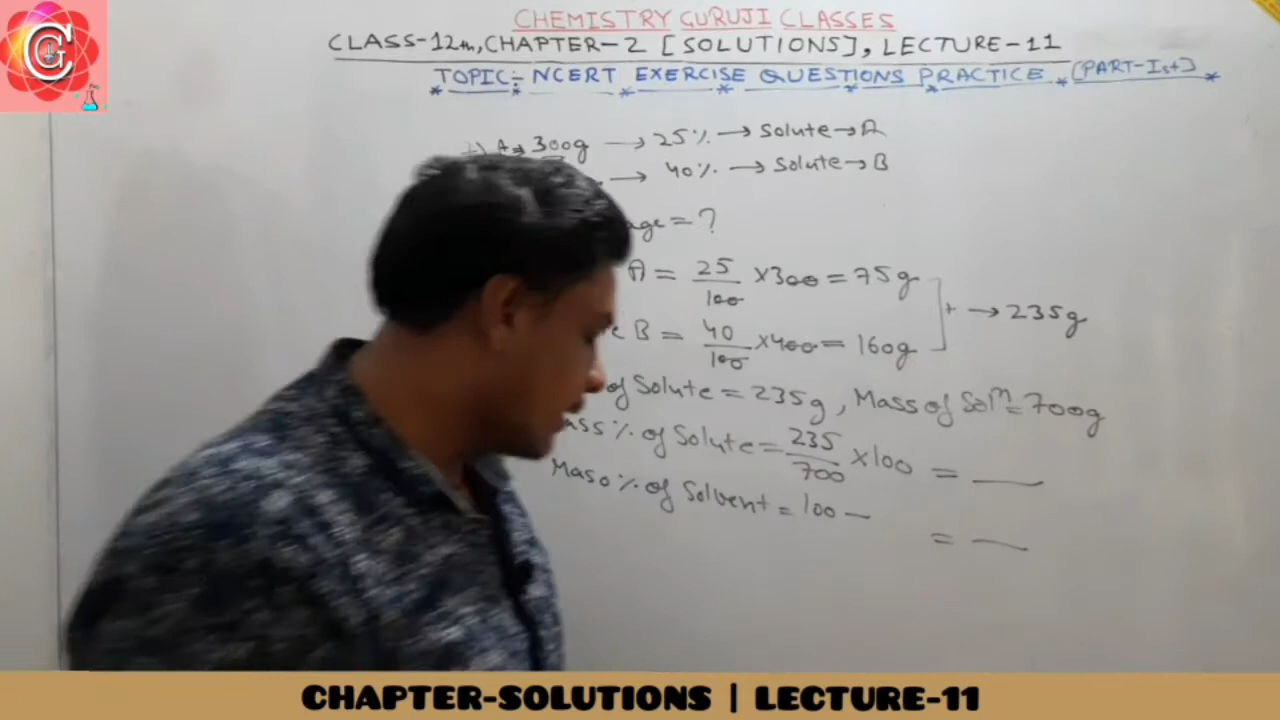 CHEMISTRY GURUJI CLASSES
CLASS-12th, CHAPTER-2 [SOLUTIONS], LECTURE-11
TOPIC:- NCERT EXERCISE QUESTIONS PRACTICE (PART-Ist)
A → 300g → 25% → Solute → A
→ 40% → Solute → B
= ?
A = 25/100 × 300 = 75g
B = 40/100 × 400 = 160g
+ → 235g
of Solute = 235g, Mass of Solⁿ = 700g
% of Solute = 235/700 × 100 = __
Mass % of Solvent = 100 —
= __
CHAPTER-SOLUTIONS | LECTURE-11